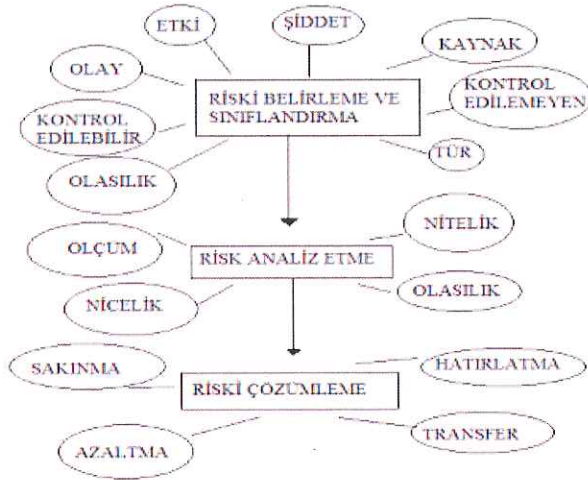 ETKİ
ŞİDDET
KAYNAK
OLAY
RİSKİ BELİRLEME VE
SINIFLANDIRMA
KONTROL
EDİLEMEYEN
KONTROL
EDİLEBİLİR
TÜR
OLASILIK
NİTELİK
OLÇUM
RİSK ANALİZ ETME
NİCELİK
OLASILIK
SAKINMA
HATIRLATMA
RİSKİ ÇÖZÜMLEME
AZALTMA
TRANSFER